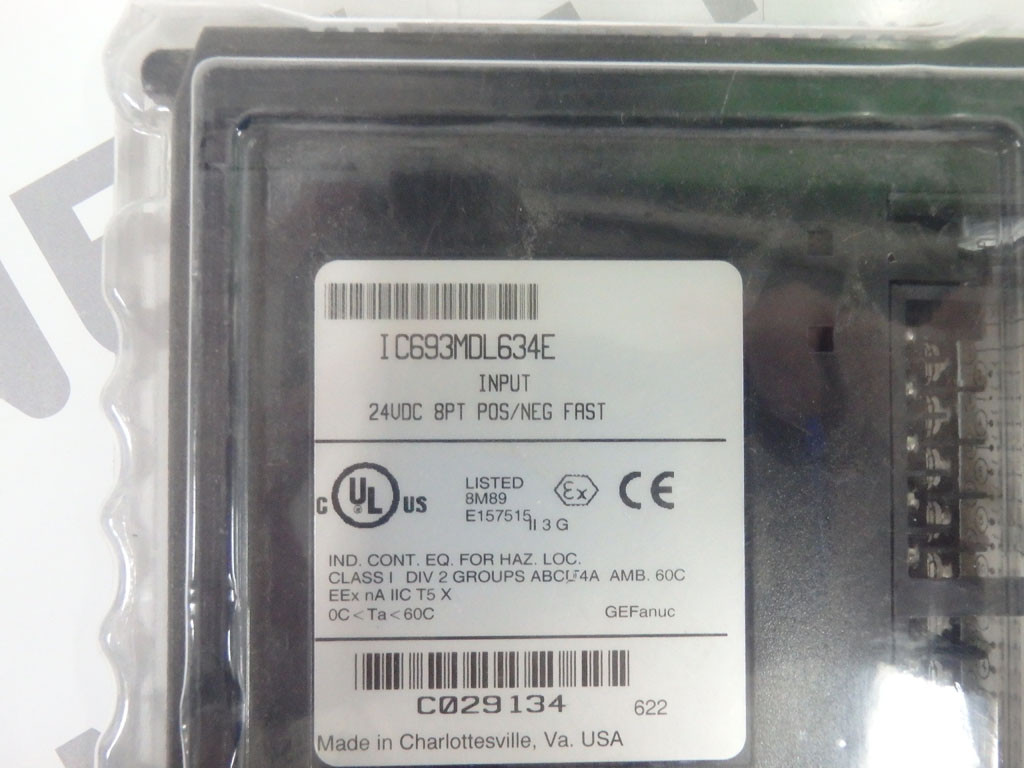 IC693MDL634E
INPUT
24VDC 8PT POS/NEG FAST
C UL US
LISTED
8M89
E157515
Ex
II 3 G
CE
IND. CONT. EQ. FOR HAZ. LOC.
CLASS I DIV 2 GROUPS AMB. 60C
EEx nA IIC T5 X
0C<Ta<60C
GEFanuc
C029134
622
Made in Charlottesville, Va. USA